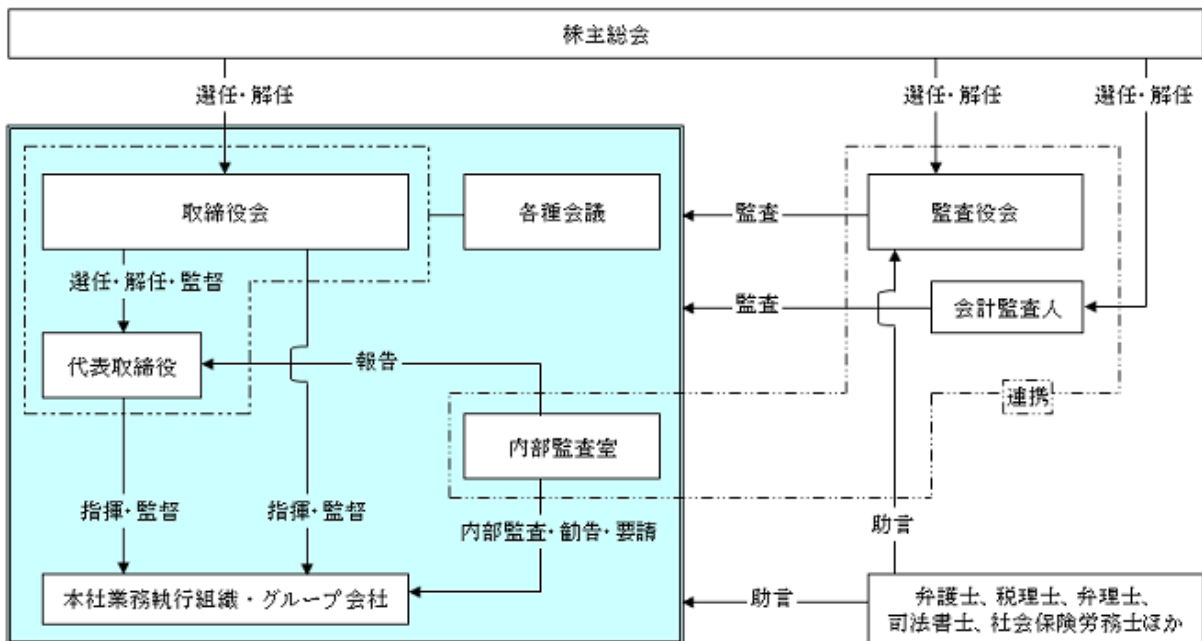 株主総会
選任・解任
選任・解任
選任・解任
取締役会
各種会議
監査
監査役会
選任・解任・監督
監査
会計監査人
代表取締役
報告
連携
内部監査室
指揮・監督
指揮・監督
内部監査・勧告・要請
助言
本社業務執行組織・グループ会社
助言
弁護士、税理士、弁理士、
司法書士、社会保険労務士ほか